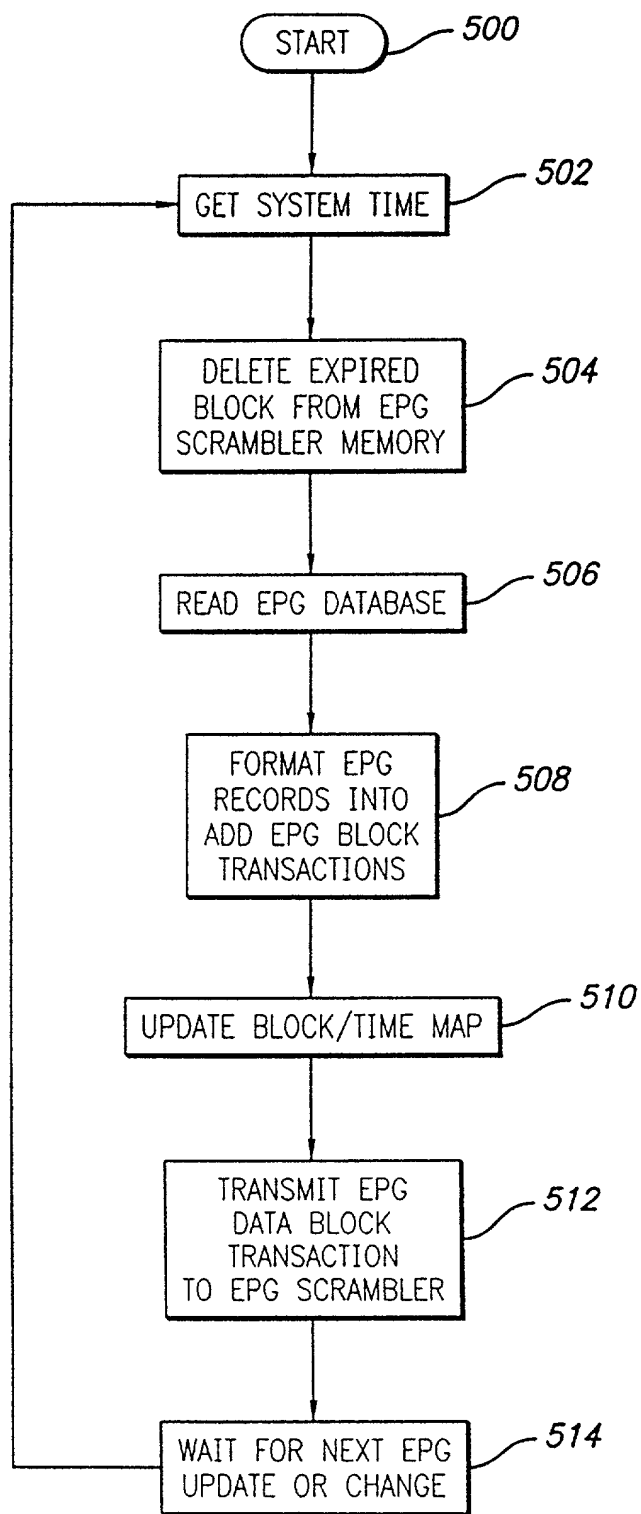 START
500
GET SYSTEM TIME
502
DELETE EXPIRED
BLOCK FROM EPG
SCRAMBLER MEMORY
504
READ EPG DATABASE
506
FORMAT EPG
RECORDS INTO
ADD EPG BLOCK
TRANSACTIONS
508
UPDATE BLOCK/TIME MAP
510
TRANSMIT EPG
DATA BLOCK
TRANSACTION
TO EPG SCRAMBLER
512
WAIT FOR NEXT EPG
UPDATE OR CHANGE
514